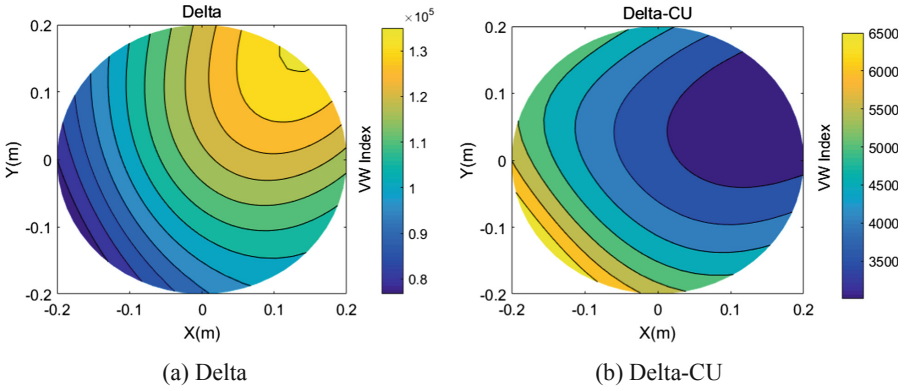 Delta
Y(m)
0.2
0.1
0
-0.1
-0.2
-0.2 -0.1 0 0.1 0.2
X(m)
× 10⁵
1.3
1.2
1.1
1
0.9
0.8
VW Index
Delta-CU
Y(m)
0.2
0.1
0
-0.1
-0.2
-0.2 -0.1 0 0.1 0.2
X(m)
6500
6000
5500
5000
4500
4000
3500
VW Index
(a) Delta
(b) Delta-CU